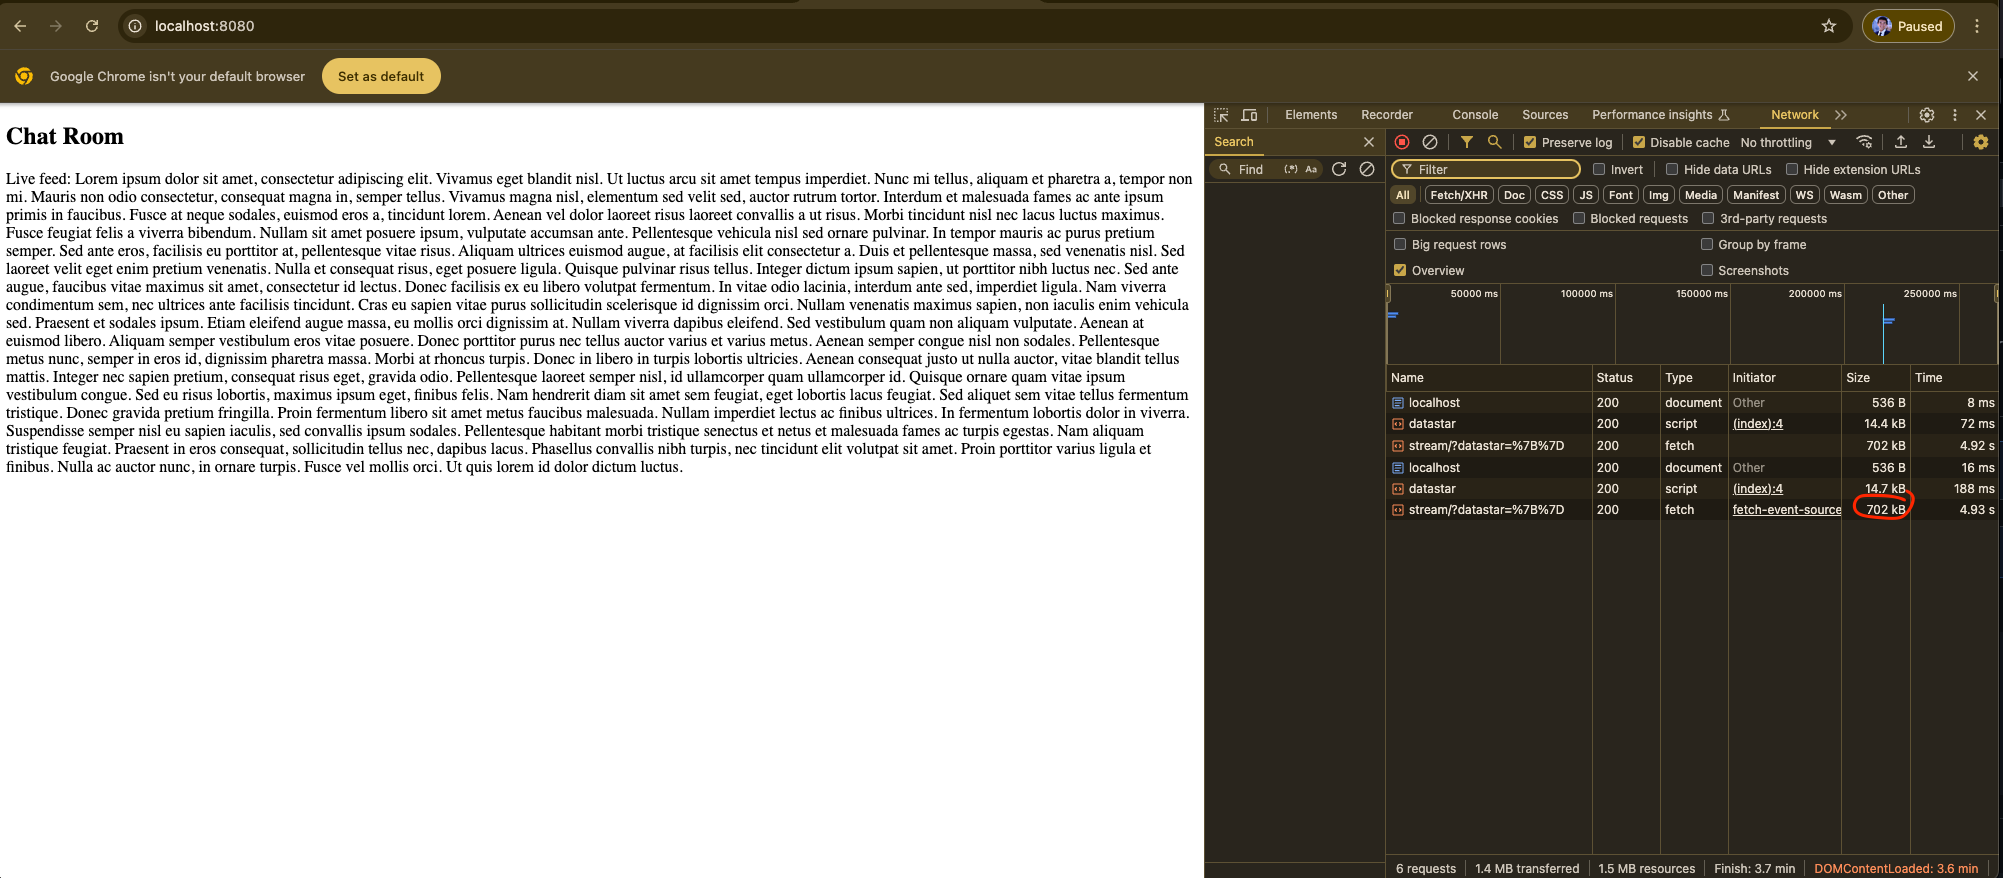 localhost:8080
Paused
Google Chrome isn't your default browser
Set as default
Chat Room
Live feed: Lorem ipsum dolor sit amet, consectetur adipiscing elit. Vivamus eget blandit nisl. Ut luctus arcu sit amet tempus imperdiet. Nunc mi tellus, aliquam et pharetra a, tempor non
mi. Mauris non odio consectetur, consequat magna in, semper tellus. Vivamus magna nisl, elementum sed velit sed, auctor rutrum tortor. Interdum et malesuada fames ac ante ipsum
primis in faucibus. Fusce at neque sodales, euismod eros a, tincidunt lorem. Aenean vel dolor laoreet risus laoreet convallis a ut risus. Morbi tincidunt nisl nec lacus luctus maximus.
Fusce feugiat felis a viverra bibendum. Nullam sit amet posuere ipsum, vulputate accumsan ante. Pellentesque vehicula nisl sed ornare pulvinar. In tempor mauris ac purus pretium
semper. Sed ante eros, facilisis eu porttitor at, pellentesque vitae risus. Aliquam ultrices euismod augue, at facilisis elit consectetur a. Duis et pellentesque massa, sed venenatis nisl. Sed
laoreet velit eget enim pretium venenatis. Nulla et consequat risus, eget posuere ligula. Quisque pulvinar risus tellus. Integer dictum ipsum sapien, ut porttitor nibh luctus nec. Sed ante
augue, faucibus vitae maximus sit amet, consectetur id lectus. Donec facilisis ex eu libero volutpat fermentum. In vitae odio lacinia, interdum ante sed, imperdiet ligula. Nam viverra
condimentum sem, nec ultrices ante facilisis tincidunt. Cras eu sapien vitae purus sollicitudin scelerisque id dignissim orci. Nullam venenatis maximus sapien, non iaculis enim vehicula
sed. Praesent et sodales ipsum. Etiam eleifend augue massa, eu mollis orci dignissim at. Nullam viverra dapibus eleifend. Sed vestibulum quam non aliquam vulputate. Aenean at
euismod libero. Aliquam semper vestibulum eros vitae posuere. Donec porttitor purus nec tellus auctor varius et varius metus. Aenean semper congue nisl non sodales. Pellentesque
metus nunc, semper in eros id, dignissim pharetra massa. Morbi at rhoncus turpis. Donec in libero in turpis lobortis ultricies. Aenean consequat justo ut nulla auctor, vitae blandit tellus
mattis. Integer nec sapien pretium, consequat risus eget, gravida odio. Pellentesque laoreet semper nisl, id ullamcorper quam ullamcorper id. Quisque ornare quam vitae ipsum
vestibulum congue. Sed eu risus lobortis, maximus ipsum eget, finibus felis. Nam hendrerit diam sit amet sem feugiat, eget lobortis lacus feugiat. Sed aliquet sem vitae tellus fermentum
tristique. Donec gravida pretium fringilla. Proin fermentum libero sit amet metus faucibus malesuada. Nullam imperdiet lectus ac finibus ultrices. In fermentum lobortis dolor in viverra.
Suspendisse semper nisl eu sapien iaculis, sed convallis ipsum sodales. Pellentesque habitant morbi tristique senectus et netus et malesuada fames ac turpis egestas. Nam aliquam
tristique feugiat. Praesent in eros consequat, sollicitudin tellus nec, dapibus lacus. Phasellus convallis nibh turpis, nec tincidunt elit volutpat sit amet. Proin porttitor varius ligula et
finibus. Nulla ac auctor nunc, in ornare turpis. Fusce vel mollis orci. Ut quis lorem id dolor dictum luctus.
Elements Recorder Console Sources Performance insights Network
Search
Find (.*) Aa
Preserve log Disable cache No throttling
Filter Invert Hide data URLs Hide extension URLs
All Fetch/XHR Doc CSS JS Font Img Media Manifest WS Wasm Other
Blocked response cookies Blocked requests 3rd-party requests
Big request rows Group by frame
Overview Screenshots
50000 ms 100000 ms 150000 ms 200000 ms 250000 ms
Name Status Type Initiator Size Time
localhost 200 document Other 536 B 8 ms
datastar 200 script (index):4 14.4 kB 72 ms
stream/?datastar=%7B%7D 200 fetch 702 kB 4.92 s
localhost 200 document Other 536 B 16 ms
datastar 200 script (index):4 14.7 kB 188 ms
stream/?datastar=%7B%7D 200 fetch fetch-event-source 702 kB 4.93 s
6 requests 1.4 MB transferred 1.5 MB resources Finish: 3.7 min DOMContentLoaded: 3.6 min